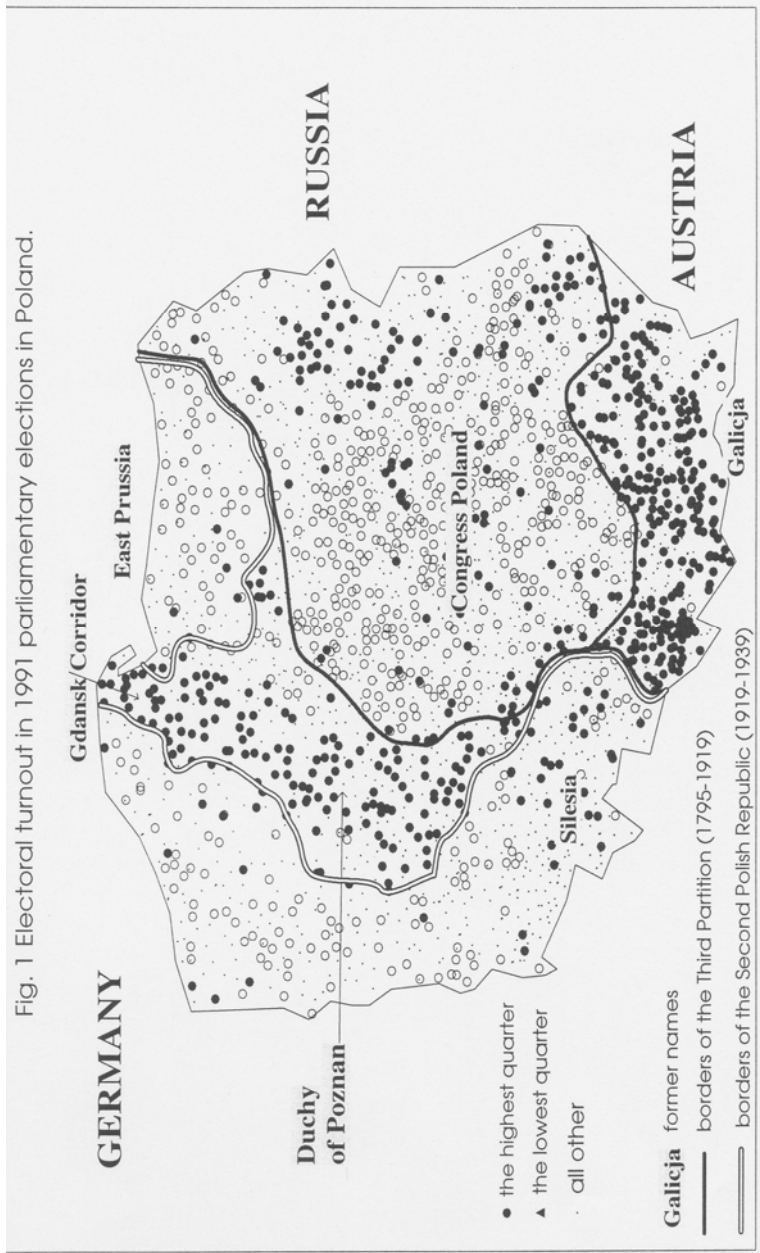 Fig. 1 Electoral turnout in 1991 parliamentary elections in Poland.
GERMANY
Gdansk Corridor
East Prussia
RUSSIA
Duchy
of Poznan
Congress Poland
Silesia
AUSTRIA
Galicja
● the highest quarter
▲ the lowest quarter
· all other
Galicja former names
borders of the Third Partition (1795-1919)
borders of the Second Polish Republic (1919-1939)